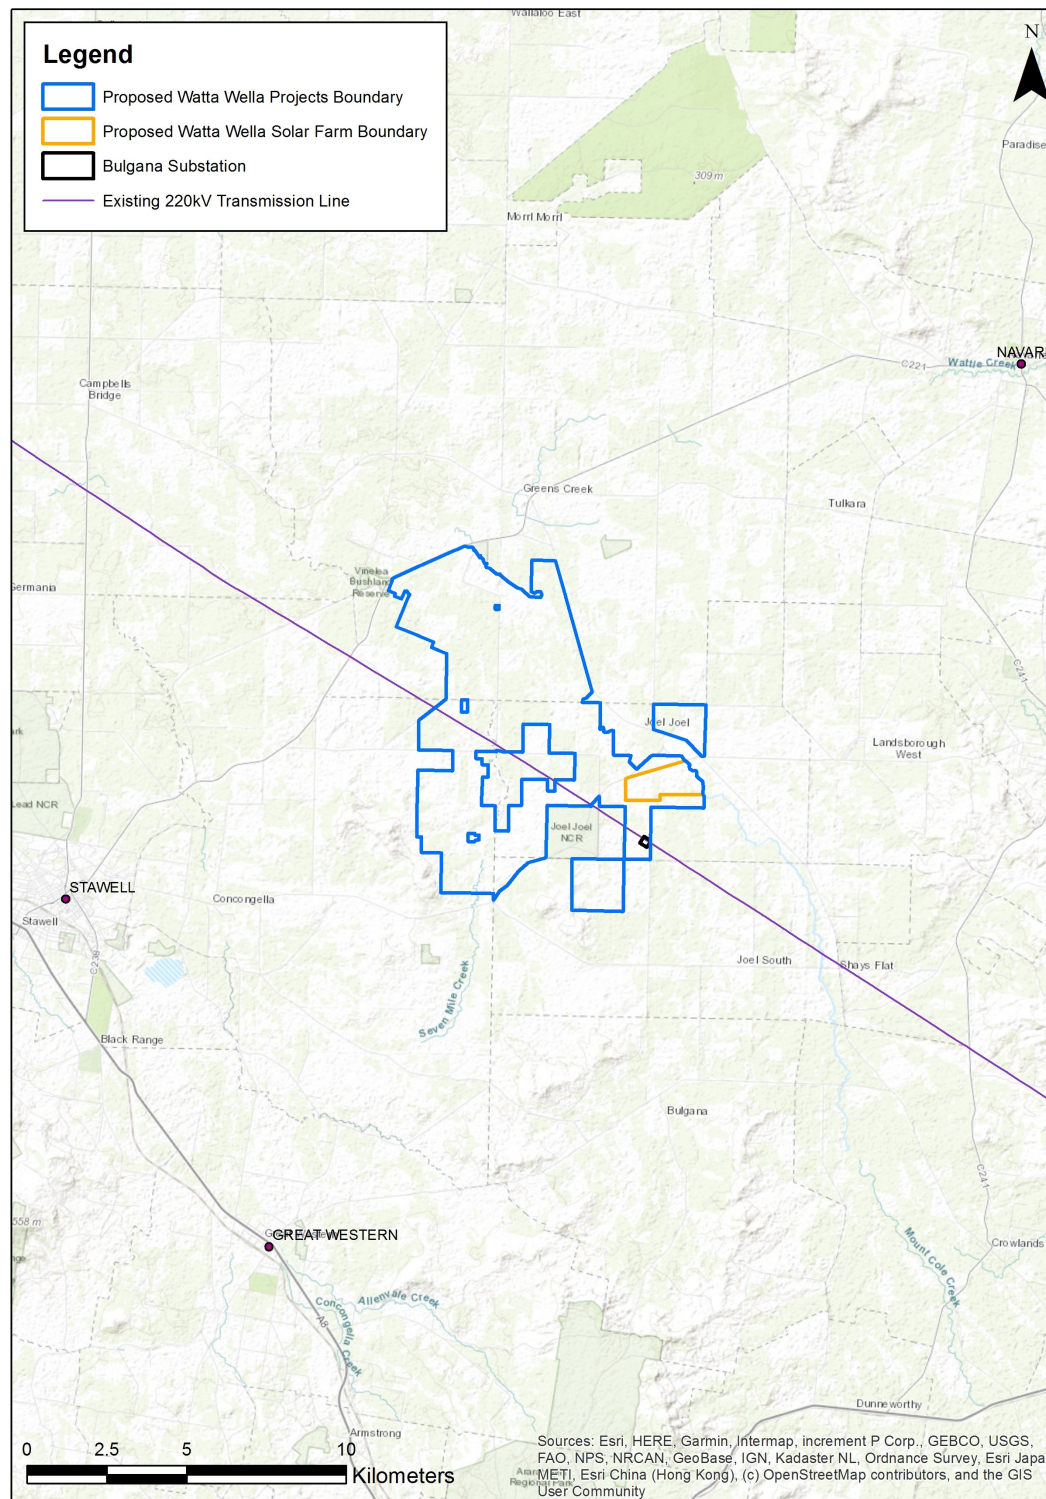 Wallaloo East
N
Legend
Proposed Watta Wella Projects Boundary
Proposed Watta Wella Solar Farm Boundary
Bulgana Substation
Existing 220kV Transmission Line
Paradise
309 m
Morrl Morrl
NAVAR
C221
Wattle Creek
Campbells
Bridge
Greens Creek
Tulkara
Vinelea
Bushland
Reserve
Germania
C241
Joel Joel
Landsborough
West
ark
Lead NCR
Joel Joel
NCR
STAWELL
Concongella
Stawell
C238
Joel South
Shays Flat
Seven Mile Creek
Black Range
Bulgana
C241
558 m
GREAT WESTERN
Mount Cole Creek
Crowlands
Allenvale Creek
Concongella Creek
A8
Dunneworthy
Armstrong
0 2.5 5 10
Kilometers
Regional Park
Sources: Esri, HERE, Garmin, Intermap, increment P Corp., GEBCO, USGS,
FAO, NPS, NRCAN, GeoBase, IGN, Kadaster NL, Ordnance Survey, Esri Japa
METI, Esri China (Hong Kong), (c) OpenStreetMap contributors, and the GIS
User Community